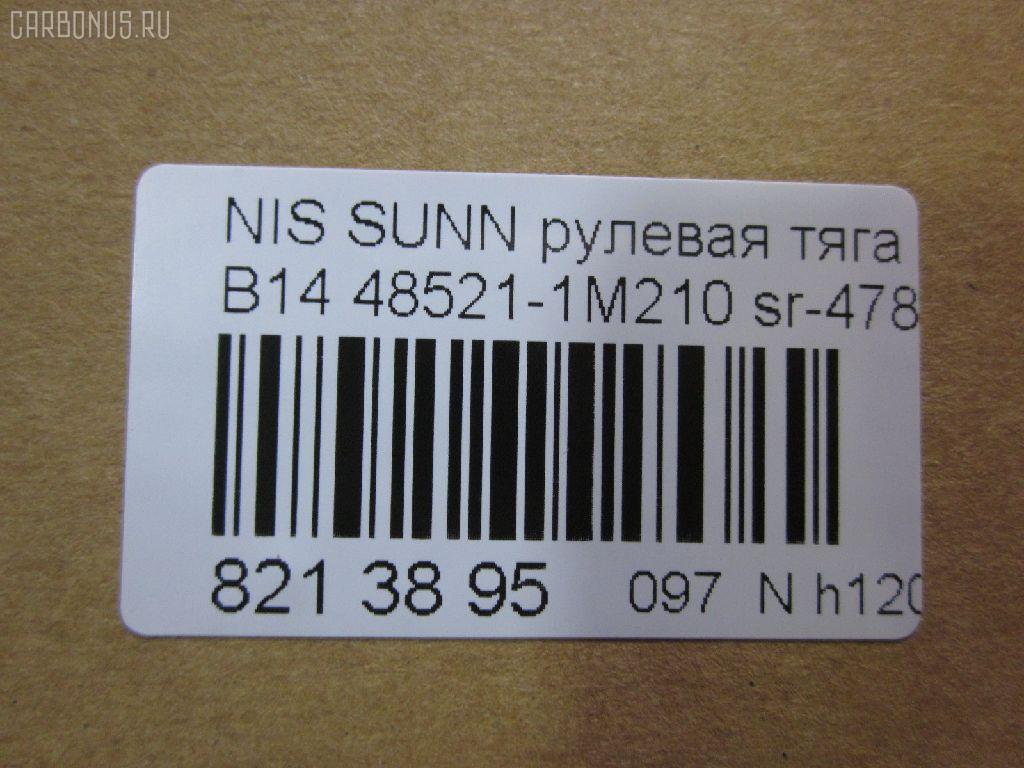 CARBONUS.RU
NIS SUNN рулевая тяга
B14 48521-1M210 sr-478
821 38 95 097 N h120